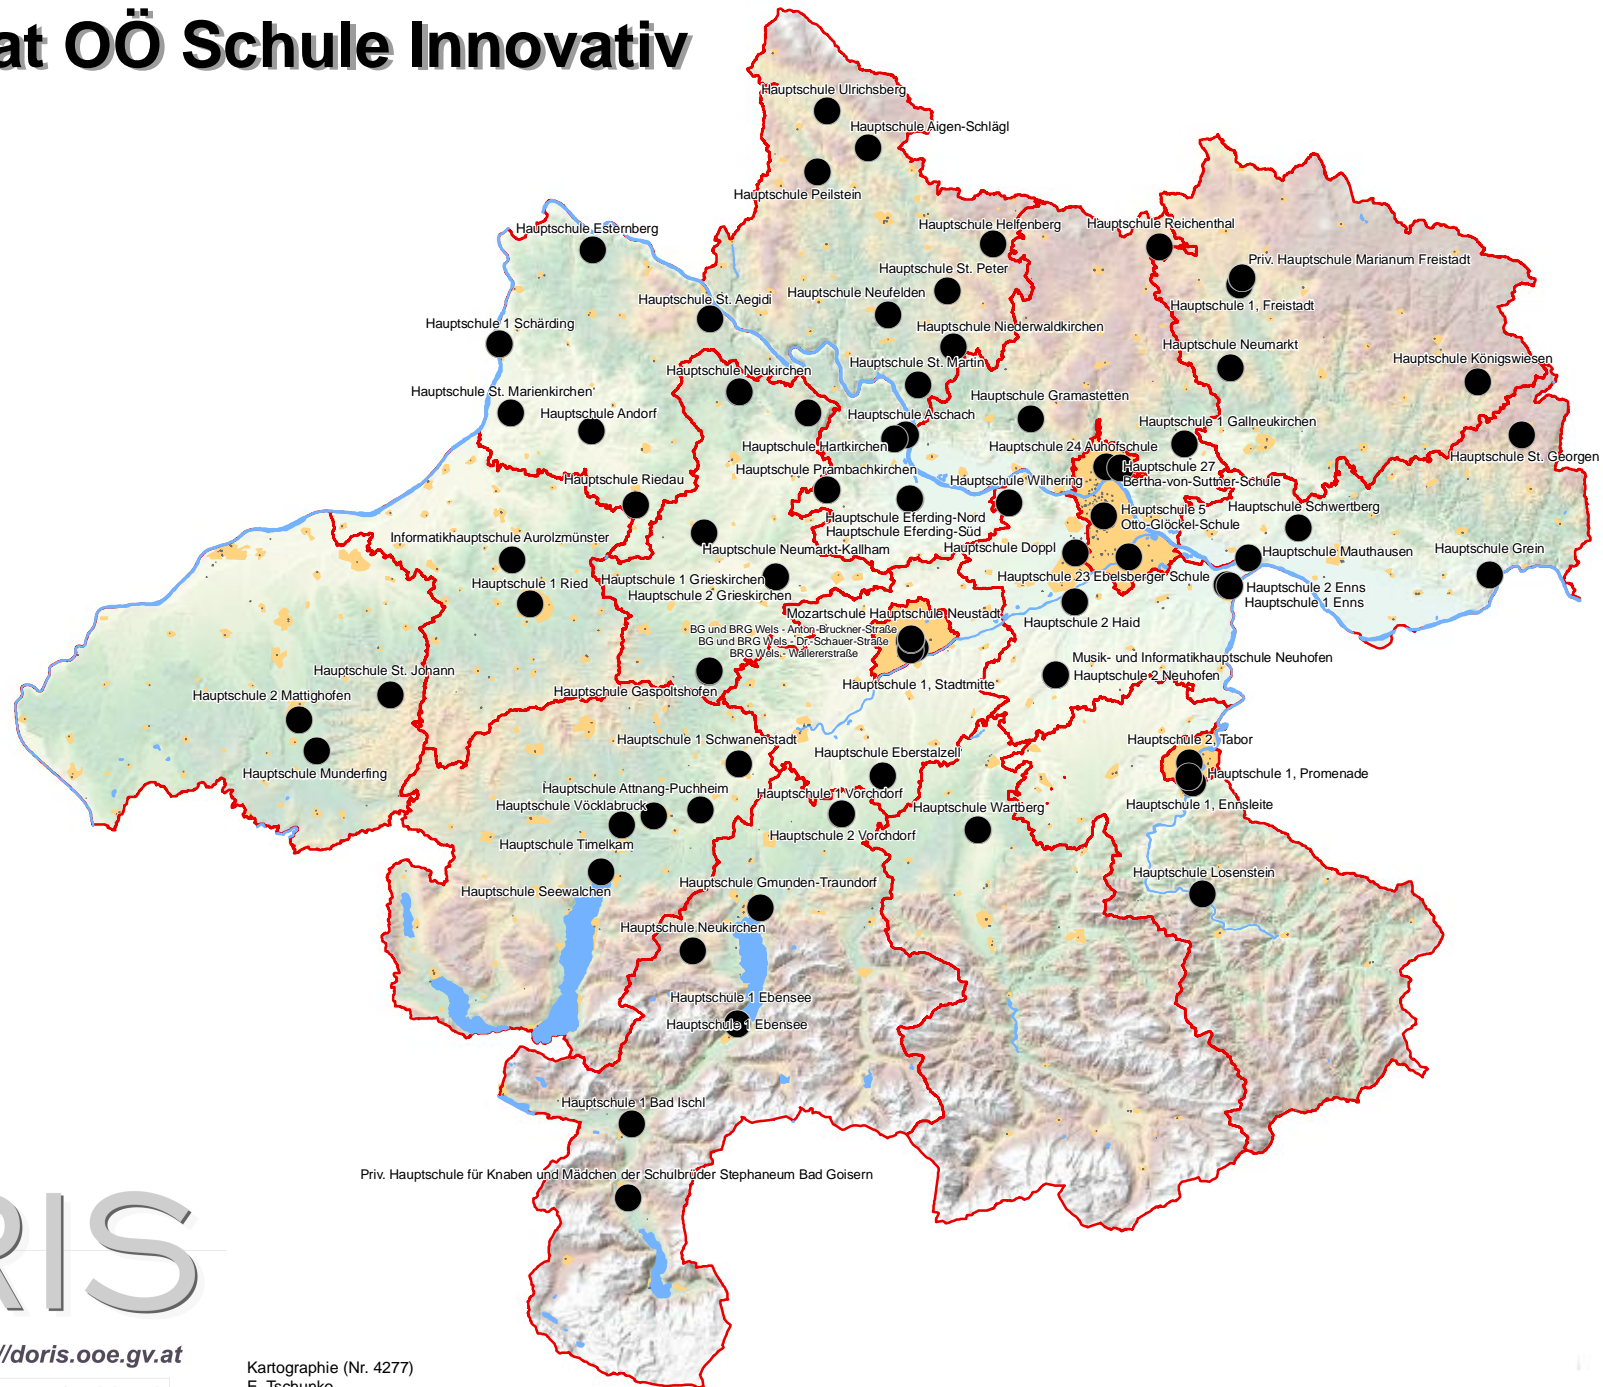 at OÖ Schule Innovativ
Hauptschule Ulrichsberg
Hauptschule Aigen-Schlägl
Hauptschule Peilstein
Hauptschule Helfenberg
Hauptschule Reichenthal
Hauptschule Esternberg
Priv. Hauptschule Marianum Freistadt
Hauptschule St. Peter
Hauptschule Neufelden
Hauptschule St. Aegidi
Hauptschule 1, Freistadt
Hauptschule 1 Schärding
Hauptschule Niederwaldkirchen
Hauptschule Neumarkt
Hauptschule Königswiesen
Hauptschule St. Martin
Hauptschule Neukirchen
Hauptschule St. Marienkirchen
Hauptschule Gramastetten
Hauptschule Andorf
Hauptschule Aschach
Hauptschule 1 Gallneukirchen
Hauptschule Hartkirchen
Hauptschule 24 Auhofschule
Hauptschule St. Georgen
Hauptschule 27
Bertha-von-Suttner-Schule
Hauptschule Prambachkirchen
Hauptschule Riedau
Hauptschule Wilhering
Hauptschule Schwertberg
Hauptschule 5
Otto-Glöckel-Schule
Hauptschule Eferding-Nord
Hauptschule Eferding-Süd
Informatikhauptschule Aurolzmünster
Hauptschule Neumarkt-Kallham
Hauptschule Doppl
Hauptschule Mauthausen
Hauptschule Grein
Hauptschule 1 Ried
Hauptschule 1 Grieskirchen
Hauptschule 2 Grieskirchen
Hauptschule 23 Ebelsberger Schule
Hauptschule 2 Enns
Hauptschule 1 Enns
Mozartschule Hauptschule Neustadt
Hauptschule 2 Haid
BG und BRG Wels - Anton-Bruckner-Straße
BG und BRG Wels - Dr.-Schauer-Straße
BRG Wels - Wallererstraße
Musik- und Informatikhauptschule Neuhofen
Hauptschule 2 Neuhofen
Hauptschule St. Johann
Hauptschule 2 Mattighofen
Hauptschule Gaspoltshofen
Hauptschule 1, Stadtmitte
Hauptschule 1 Schwanenstadt
Hauptschule 2, Tabor
Hauptschule Eberstalzell
Hauptschule Munderfing
Hauptschule 1, Promenade
Hauptschule Attnang-Puchheim
Hauptschule 1 Vorchdorf
Hauptschule Vöcklabruck
Hauptschule Wartberg
Hauptschule 1, Ennsleite
Hauptschule 2 Vorchdorf
Hauptschule Timelkam
Hauptschule Losenstein
Hauptschule Seewalchen
Hauptschule Gmunden-Traundorf
Hauptschule Neukirchen
Hauptschule 1 Ebensee
Hauptschule 1 Ebensee
Hauptschule 1 Bad Ischl
Priv. Hauptschule für Knaben und Mädchen der Schulbrüder Stephaneum Bad Goisern
RIS
//doris.ooe.gv.at
Kartographie (Nr. 4277)
E. Tschupke